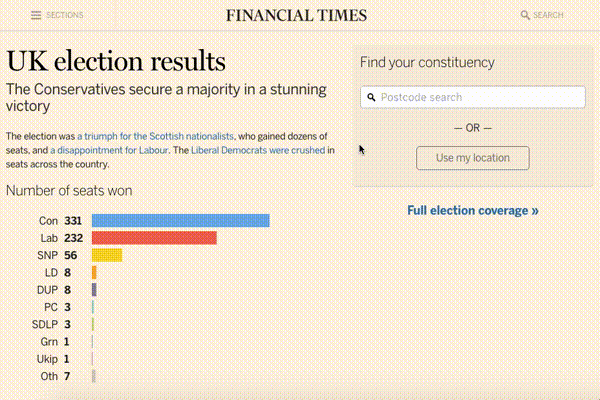 SECTIONS
FINANCIAL TIMES
SEARCH
UK election results
The Conservatives secure a majority in a stunning
victory
The election was a triumph for the Scottish nationalists, who gained dozens of
seats, and a disappointment for Labour. The Liberal Democrats were crushed in
seats across the country.
Number of seats won
Con 331
Lab 232
SNP 56
LD 8
DUP 8
PC 3
SDLP 3
Grn 1
Ukip 1
Oth 7
Find your constituency
Postcode search
— OR —
Use my location
Full election coverage »